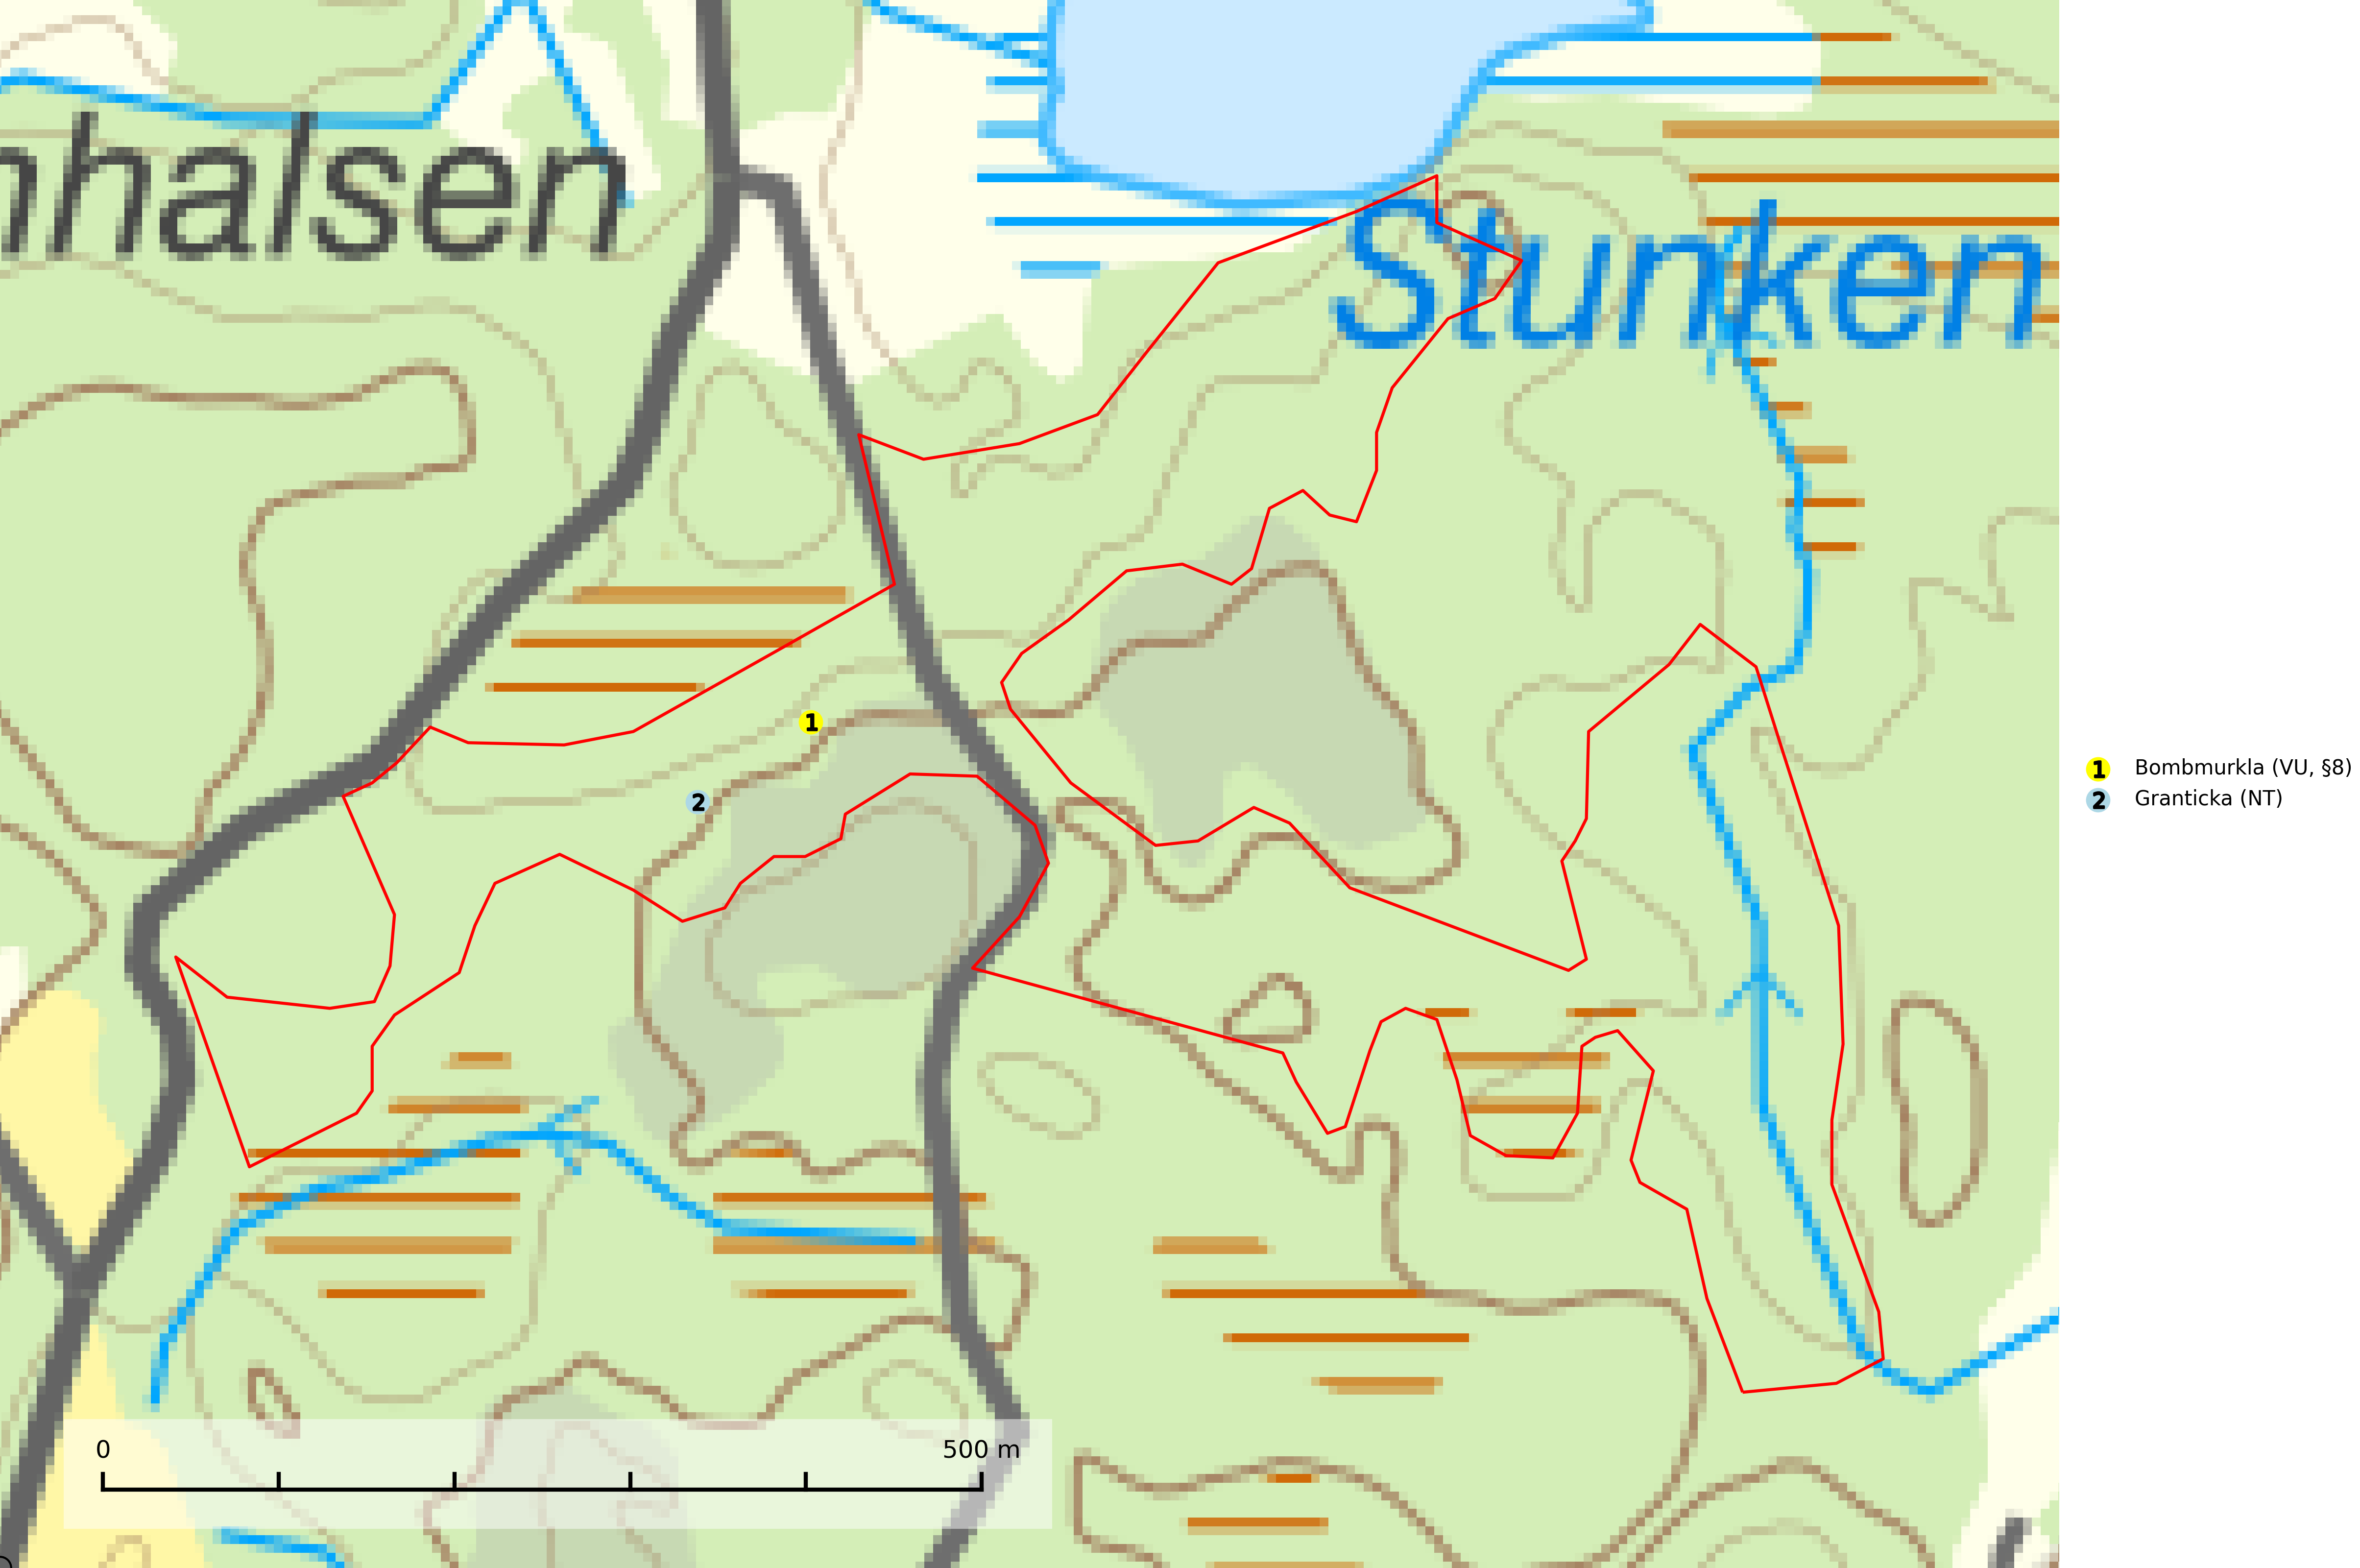 nhalsen
Stunken
1
2
1 Bombmurkla (VU, §8)
2 Granticka (NT)
0 500 m